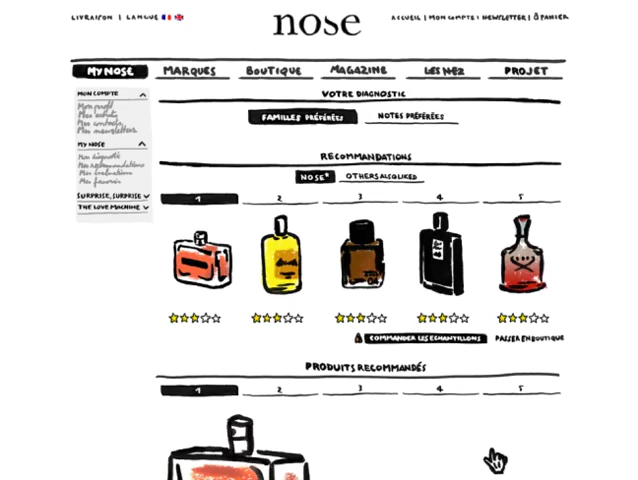 LIVRAISON | LANGUE
nose
ACCUEIL | MON COMPTE | NEWSLETTER | PANIER
MY NOSE MARQUES BOUTIQUE MAGAZINE LES NEZ PROJET
MON COMPTE
Mon profil
Mes achats
Mes contacts
Mes newsletters
MY NOSE
Mon diagnostic
Mes recommandations
Mes évaluations
Mes favoris
SURPRISE, SURPRISE
THE LOVE MACHINE
VOTRE DIAGNOSTIC
FAMILLES PRÉFÉRÉES NOTES PRÉFÉRÉES
RECOMMANDATIONS
NOSE* OTHERS ALSO LIKED
1 2 3 4 5
04
COMMANDER LES ÉCHANTILLONS PASSER EN BOUTIQUE
PRODUITS RECOMMANDÉS
1 2 3 4 5